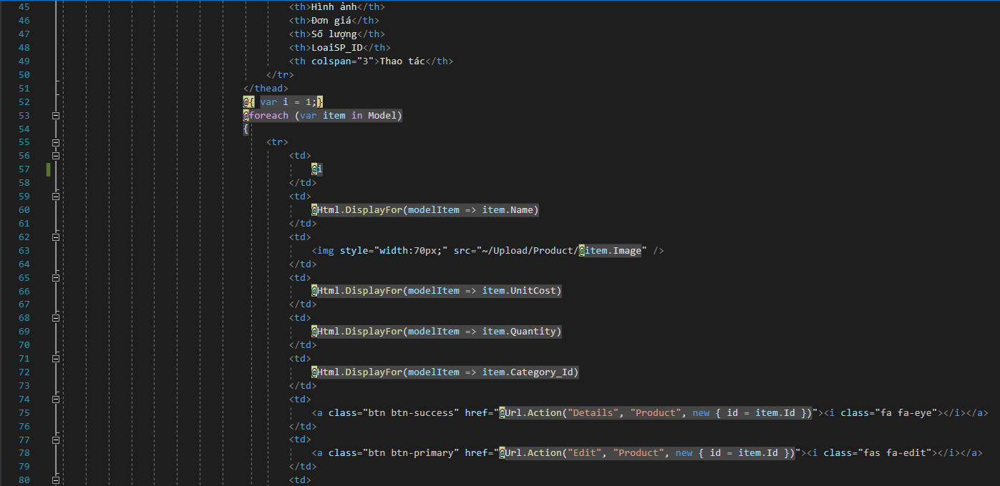 45 <th>Hình ảnh</th>
46 <th>Đơn giá</th>
47 <th>Số lượng</th>
48 <th>LoaiSP_ID</th>
49 <th colspan="3">Thao tác</th>
50 </tr>
51 </thead>
52 @{ var i = 1;}
53 @foreach (var item in Model)
54 {
55 <tr>
56 <td>
57 @i
58 </td>
59 <td>
60 @Html.DisplayFor(modelItem => item.Name)
61 </td>
62 <td>
63 <img style="width:70px;" src="~/Upload/Product/@item.Image" />
64 </td>
65 <td>
66 @Html.DisplayFor(modelItem => item.UnitCost)
67 </td>
68 <td>
69 @Html.DisplayFor(modelItem => item.Quantity)
70 </td>
71 <td>
72 @Html.DisplayFor(modelItem => item.Category_Id)
73 </td>
74 <td>
75 <a class="btn btn-success" href="@Url.Action("Details", "Product", new { id = item.Id })"><i class="fa fa-eye"></i></a>
76 </td>
77 <td>
78 <a class="btn btn-primary" href="@Url.Action("Edit", "Product", new { id = item.Id })"><i class="fas fa-edit"></i></a>
79 </td>
80 <td>